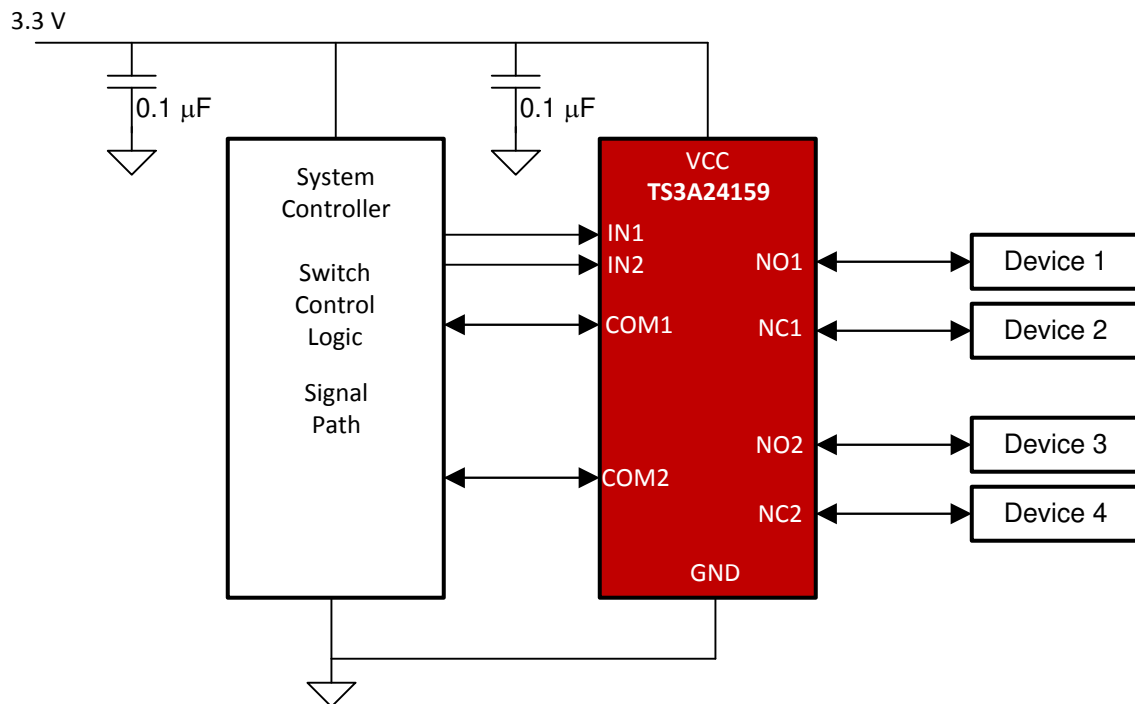 3.3 V
0.1 μF
0.1 μF
System
Controller
Switch
Control
Logic
Signal
Path
VCC
TS3A24159
IN1
IN2
COM1
COM2
NO1
NC1
NO2
NC2
GND
Device 1
Device 2
Device 3
Device 4